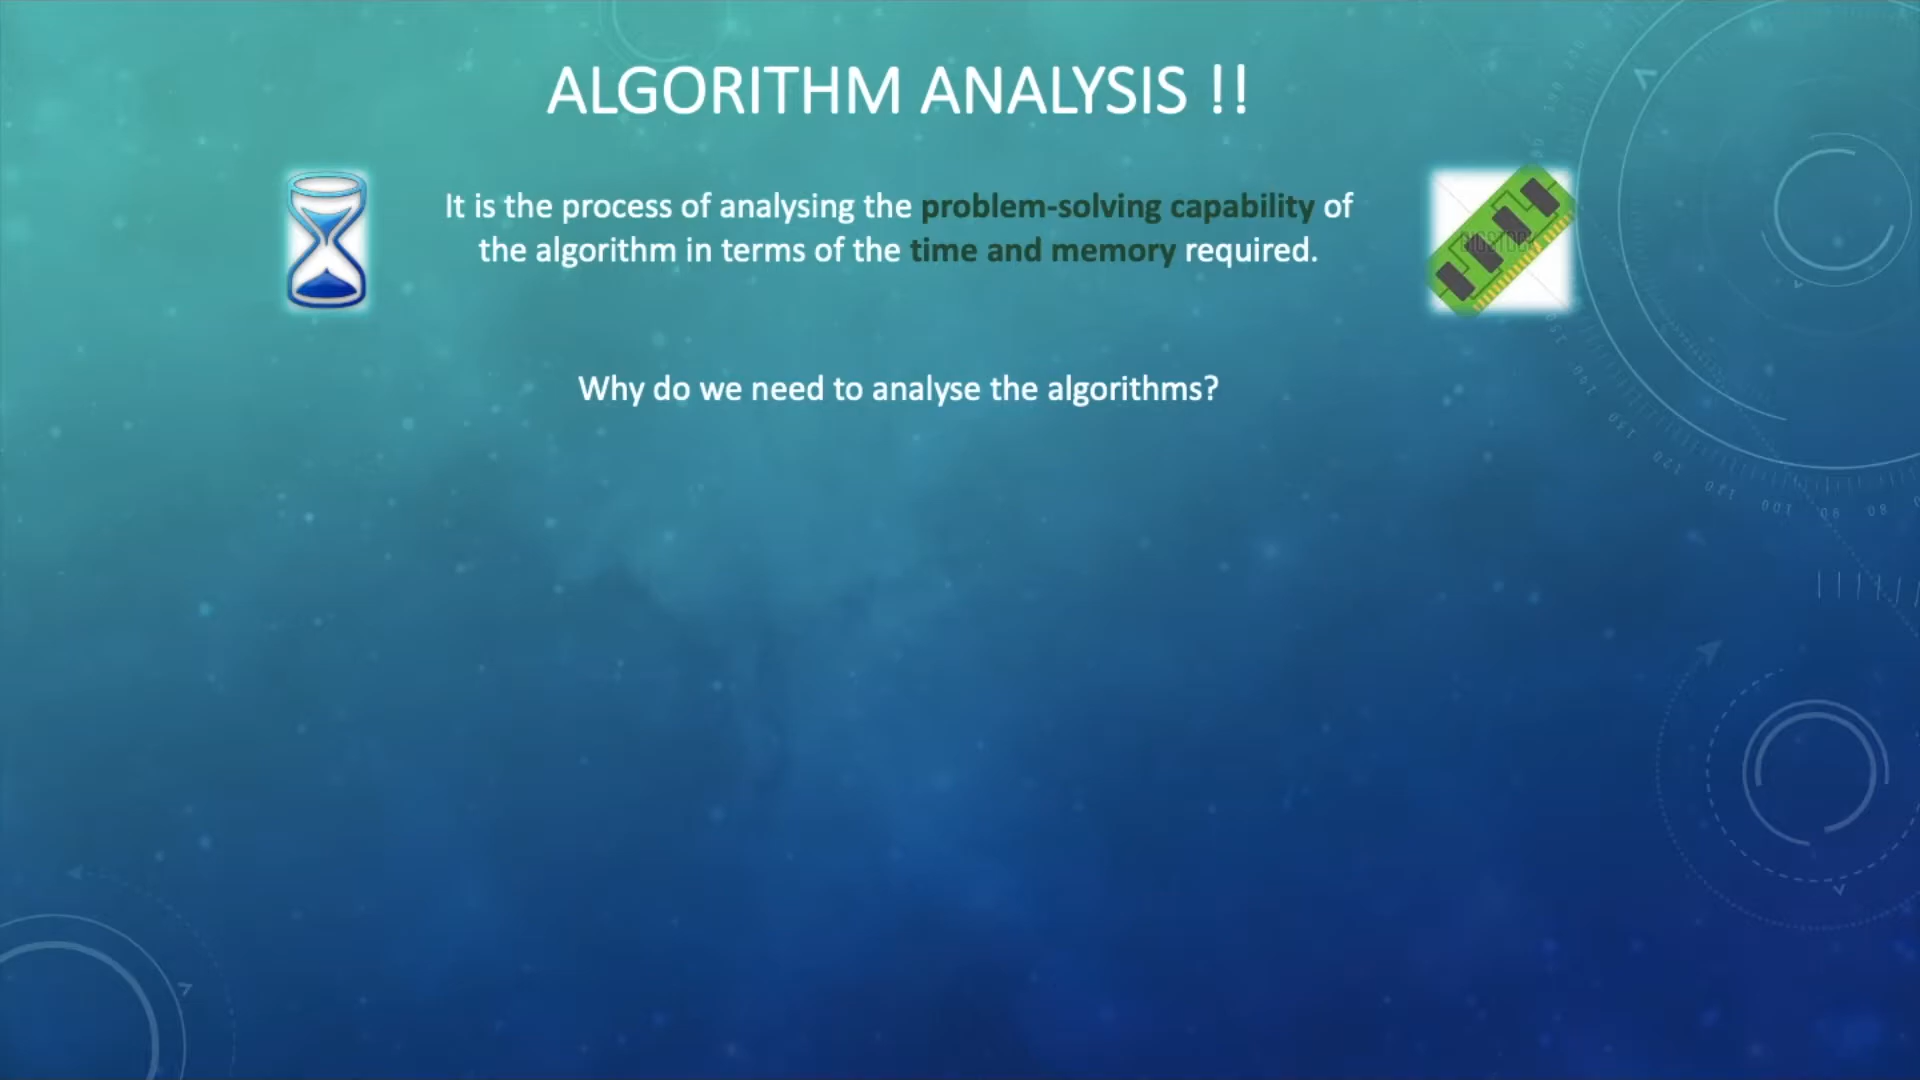 ALGORITHM ANALYSIS !!
It is the process of analysing the problem-solving capability of
the algorithm in terms of the time and memory required.
Why do we need to analyse the algorithms?